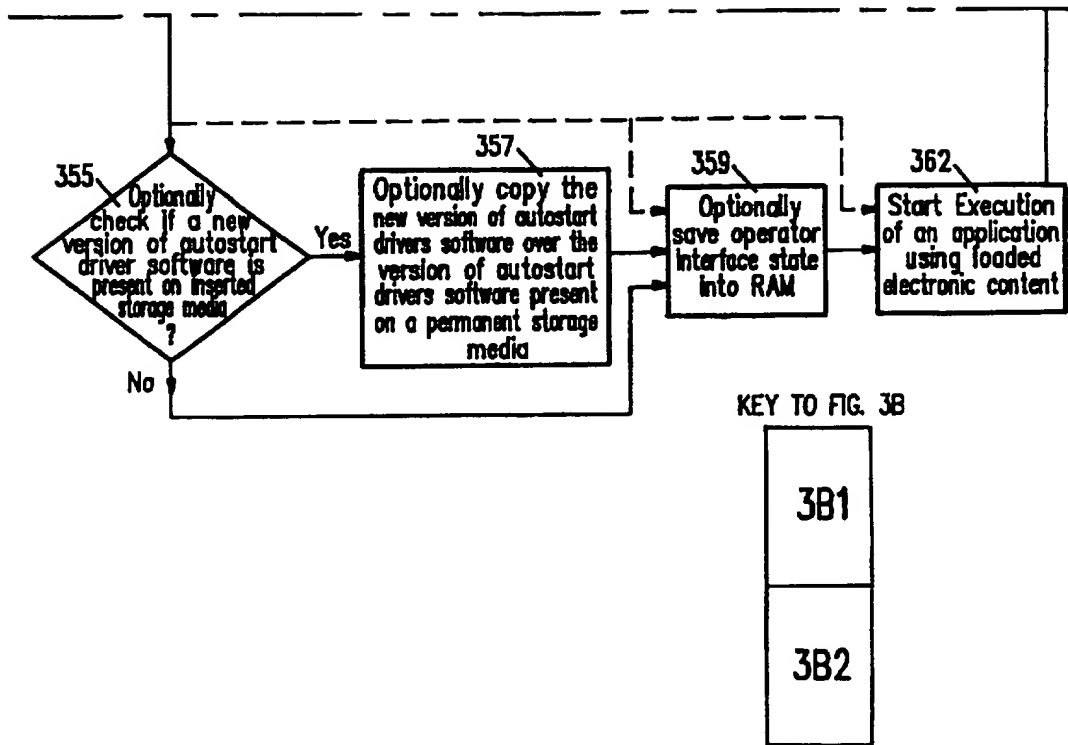 355
Optionally
check if a new
version of autostart
driver software is
present on inserted
storage media
?
Yes
No
357
Optionally copy the
new version of autostart
drivers software over the
version of autostart
drivers software present
on a permanent storage
media
359
Optionally
save operator
interface state
into RAM
362
Start Execution
of an application
using loaded
electronic content
KEY TO FIG. 3B
3B1
3B2